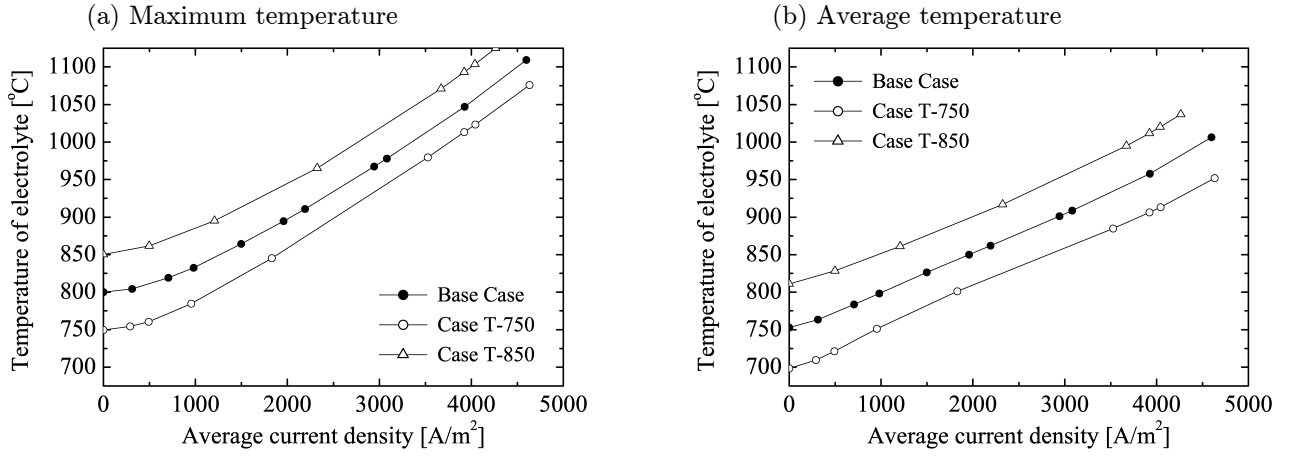 (a) Maximum temperature
Temperature of electrolyte [°C]
1100
1050
1000
950
900
850
800
750
700
Base Case
Case T-750
Case T-850
0 1000 2000 3000 4000 5000
Average current density [A/m²]
(b) Average temperature
Temperature of electrolyte [°C]
1100
1050
1000
950
900
850
800
750
700
Base Case
Case T-750
Case T-850
0 1000 2000 3000 4000 5000
Average current density [A/m²]